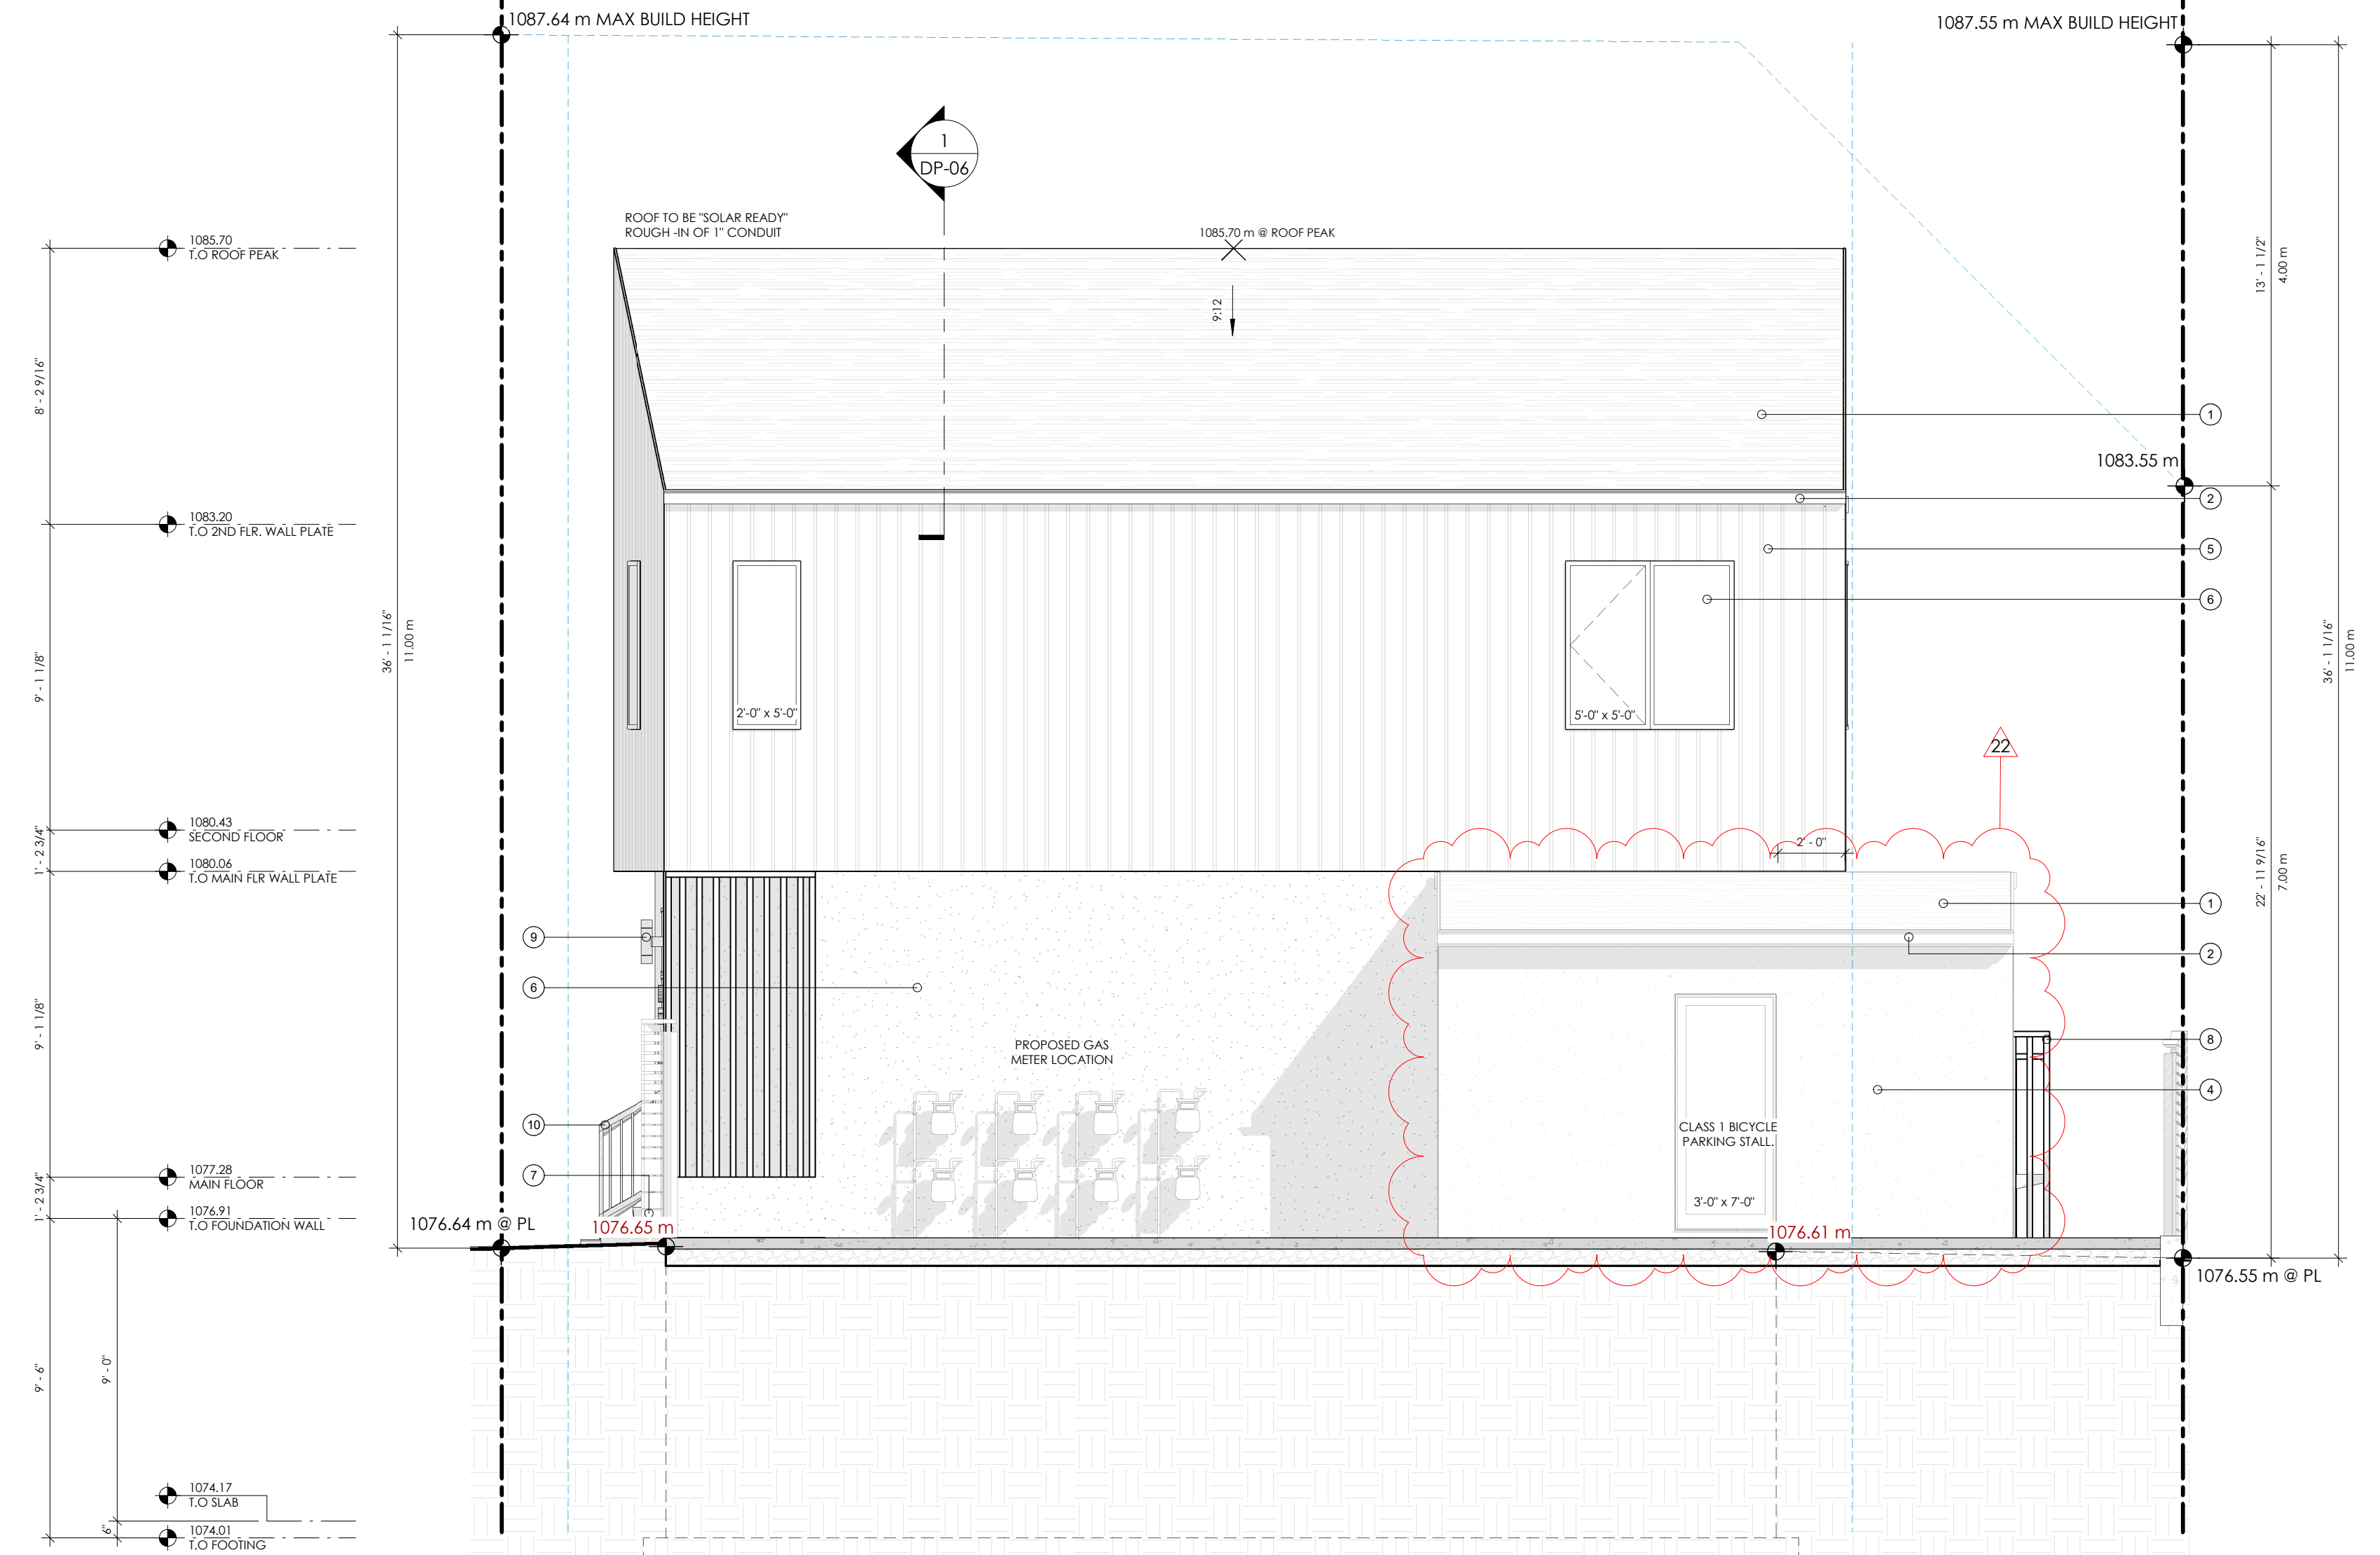 1087.64 m MAX BUILD HEIGHT
1087.55 m MAX BUILD HEIGHT
1
DP-06
ROOF TO BE "SOLAR READY"
ROUGH -IN OF 1" CONDUIT
1085.70 m @ ROOF PEAK
9:12
1085.70
T.O ROOF PEAK
8' - 2 9/16"
1083.20
T.O 2ND FLR. WALL PLATE
9' - 1 1/8"
1080.43
SECOND FLOOR
1' - 2 3/4"
1080.06
T.O MAIN FLR WALL PLATE
9' - 1 1/8"
1077.28
MAIN FLOOR
1' - 2 3/4"
1076.91
T.O FOUNDATION WALL
9' - 6"
9' - 0"
1074.17
T.O SLAB
6"
1074.01
T.O FOOTING
36' - 1 1/16"
11.00 m
13' - 1 1/2"
4.00 m
1083.55 m
1
2
5
6
36' - 1 1/16"
11.00 m
22' - 11 9/16"
7.00 m
2'-0" x 5'-0"
5'-0" x 5'-0"
22
2' - 0"
1
2
8
4
9
6
10
7
PROPOSED GAS
METER LOCATION
CLASS 1 BICYCLE
PARKING STALL.
3'-0" x 7'-0"
1076.64 m @ PL
1076.65 m
1076.61 m
1076.55 m @ PL